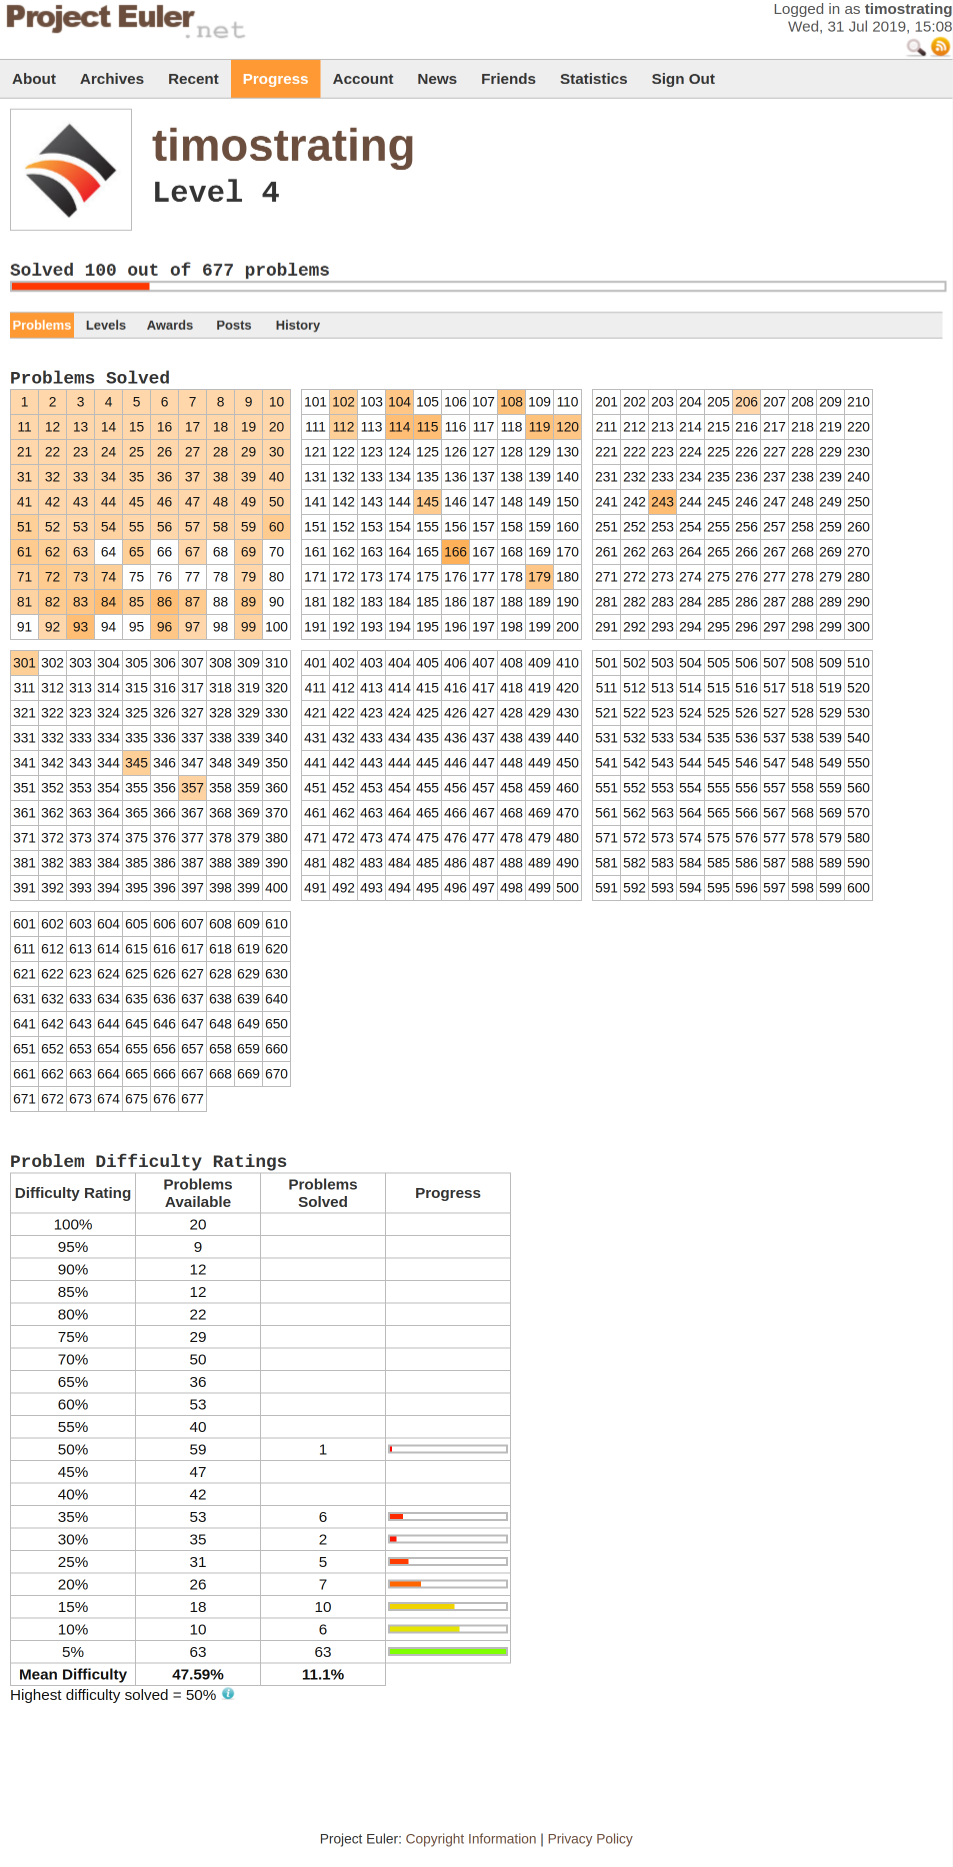 Project Euler
.net
Logged in as timostrating
Wed, 31 Jul 2019, 15:08
About Archives Recent Progress Account News Friends Statistics Sign Out
timostrating
Level 4
Solved 100 out of 677 problems
Problems Levels Awards Posts History
Problems Solved
1 2 3 4 5 6 7 8 9 10 101 102 103 104 105 106 107 108 109 110 201 202 203 204 205 206 207 208 209 210
11 12 13 14 15 16 17 18 19 20 111 112 113 114 115 116 117 118 119 120 211 212 213 214 215 216 217 218 219 220
21 22 23 24 25 26 27 28 29 30 121 122 123 124 125 126 127 128 129 130 221 222 223 224 225 226 227 228 229 230
31 32 33 34 35 36 37 38 39 40 131 132 133 134 135 136 137 138 139 140 231 232 233 234 235 236 237 238 239 240
41 42 43 44 45 46 47 48 49 50 141 142 143 144 145 146 147 148 149 150 241 242 243 244 245 246 247 248 249 250
51 52 53 54 55 56 57 58 59 60 151 152 153 154 155 156 157 158 159 160 251 252 253 254 255 256 257 258 259 260
61 62 63 64 65 66 67 68 69 70 161 162 163 164 165 166 167 168 169 170 261 262 263 264 265 266 267 268 269 270
71 72 73 74 75 76 77 78 79 80 171 172 173 174 175 176 177 178 179 180 271 272 273 274 275 276 277 278 279 280
81 82 83 84 85 86 87 88 89 90 181 182 183 184 185 186 187 188 189 190 281 282 283 284 285 286 287 288 289 290
91 92 93 94 95 96 97 98 99 100 191 192 193 194 195 196 197 198 199 200 291 292 293 294 295 296 297 298 299 300
301 302 303 304 305 306 307 308 309 310 401 402 403 404 405 406 407 408 409 410 501 502 503 504 505 506 507 508 509 510
311 312 313 314 315 316 317 318 319 320 411 412 413 414 415 416 417 418 419 420 511 512 513 514 515 516 517 518 519 520
321 322 323 324 325 326 327 328 329 330 421 422 423 424 425 426 427 428 429 430 521 522 523 524 525 526 527 528 529 530
331 332 333 334 335 336 337 338 339 340 431 432 433 434 435 436 437 438 439 440 531 532 533 534 535 536 537 538 539 540
341 342 343 344 345 346 347 348 349 350 441 442 443 444 445 446 447 448 449 450 541 542 543 544 545 546 547 548 549 550
351 352 353 354 355 356 357 358 359 360 451 452 453 454 455 456 457 458 459 460 551 552 553 554 555 556 557 558 559 560
361 362 363 364 365 366 367 368 369 370 461 462 463 464 465 466 467 468 469 470 561 562 563 564 565 566 567 568 569 570
371 372 373 374 375 376 377 378 379 380 471 472 473 474 475 476 477 478 479 480 571 572 573 574 575 576 577 578 579 580
381 382 383 384 385 386 387 388 389 390 481 482 483 484 485 486 487 488 489 490 581 582 583 584 585 586 587 588 589 590
391 392 393 394 395 396 397 398 399 400 491 492 493 494 495 496 497 498 499 500 591 592 593 594 595 596 597 598 599 600
601 602 603 604 605 606 607 608 609 610
611 612 613 614 615 616 617 618 619 620
621 622 623 624 625 626 627 628 629 630
631 632 633 634 635 636 637 638 639 640
641 642 643 644 645 646 647 648 649 650
651 652 653 654 655 656 657 658 659 660
661 662 663 664 665 666 667 668 669 670
671 672 673 674 675 676 677
Problem Difficulty Ratings
Difficulty Rating Problems Available Problems Solved Progress
100% 20
95% 9
90% 12
85% 12
80% 22
75% 29
70% 50
65% 36
60% 53
55% 40
50% 59 1
45% 47
40% 42
35% 53 6
30% 35 2
25% 31 5
20% 26 7
15% 18 10
10% 10 6
5% 63 63
Mean Difficulty 47.59% 11.1%
Highest difficulty solved = 50%
Project Euler: Copyright Information | Privacy Policy